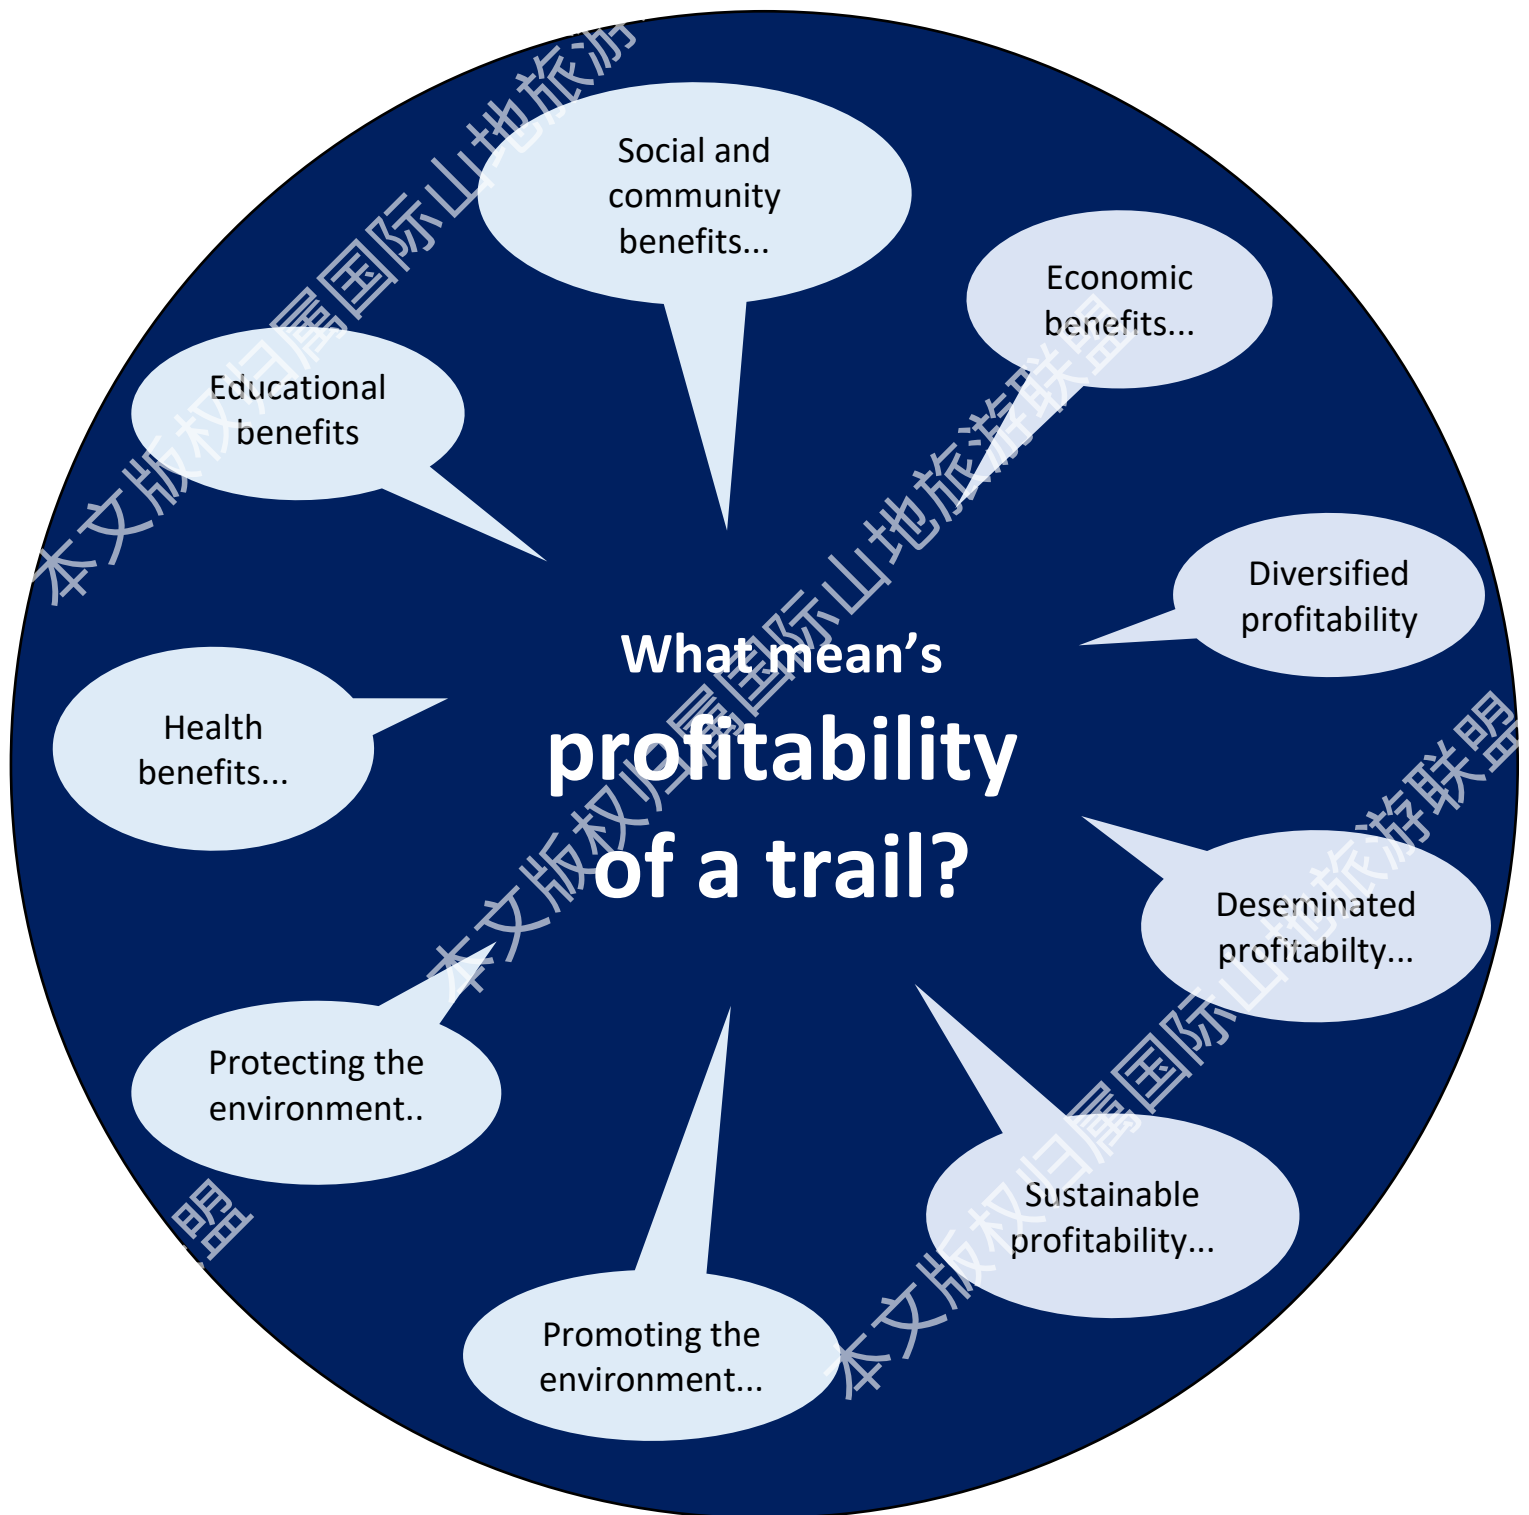 Social and
community
benefits...
Economic
benefits...
Educational
benefits
Diversified
profitability
What mean's
profitability
of a trail?
Health
benefits...
Deseminated
profitabilty...
Protecting the
environment..
Sustainable
profitability...
Promoting the
environment...
本文版权归属国际山地旅游
本文版权归属国际山地旅游联盟
本文版权归属国际山地旅游联盟
盟